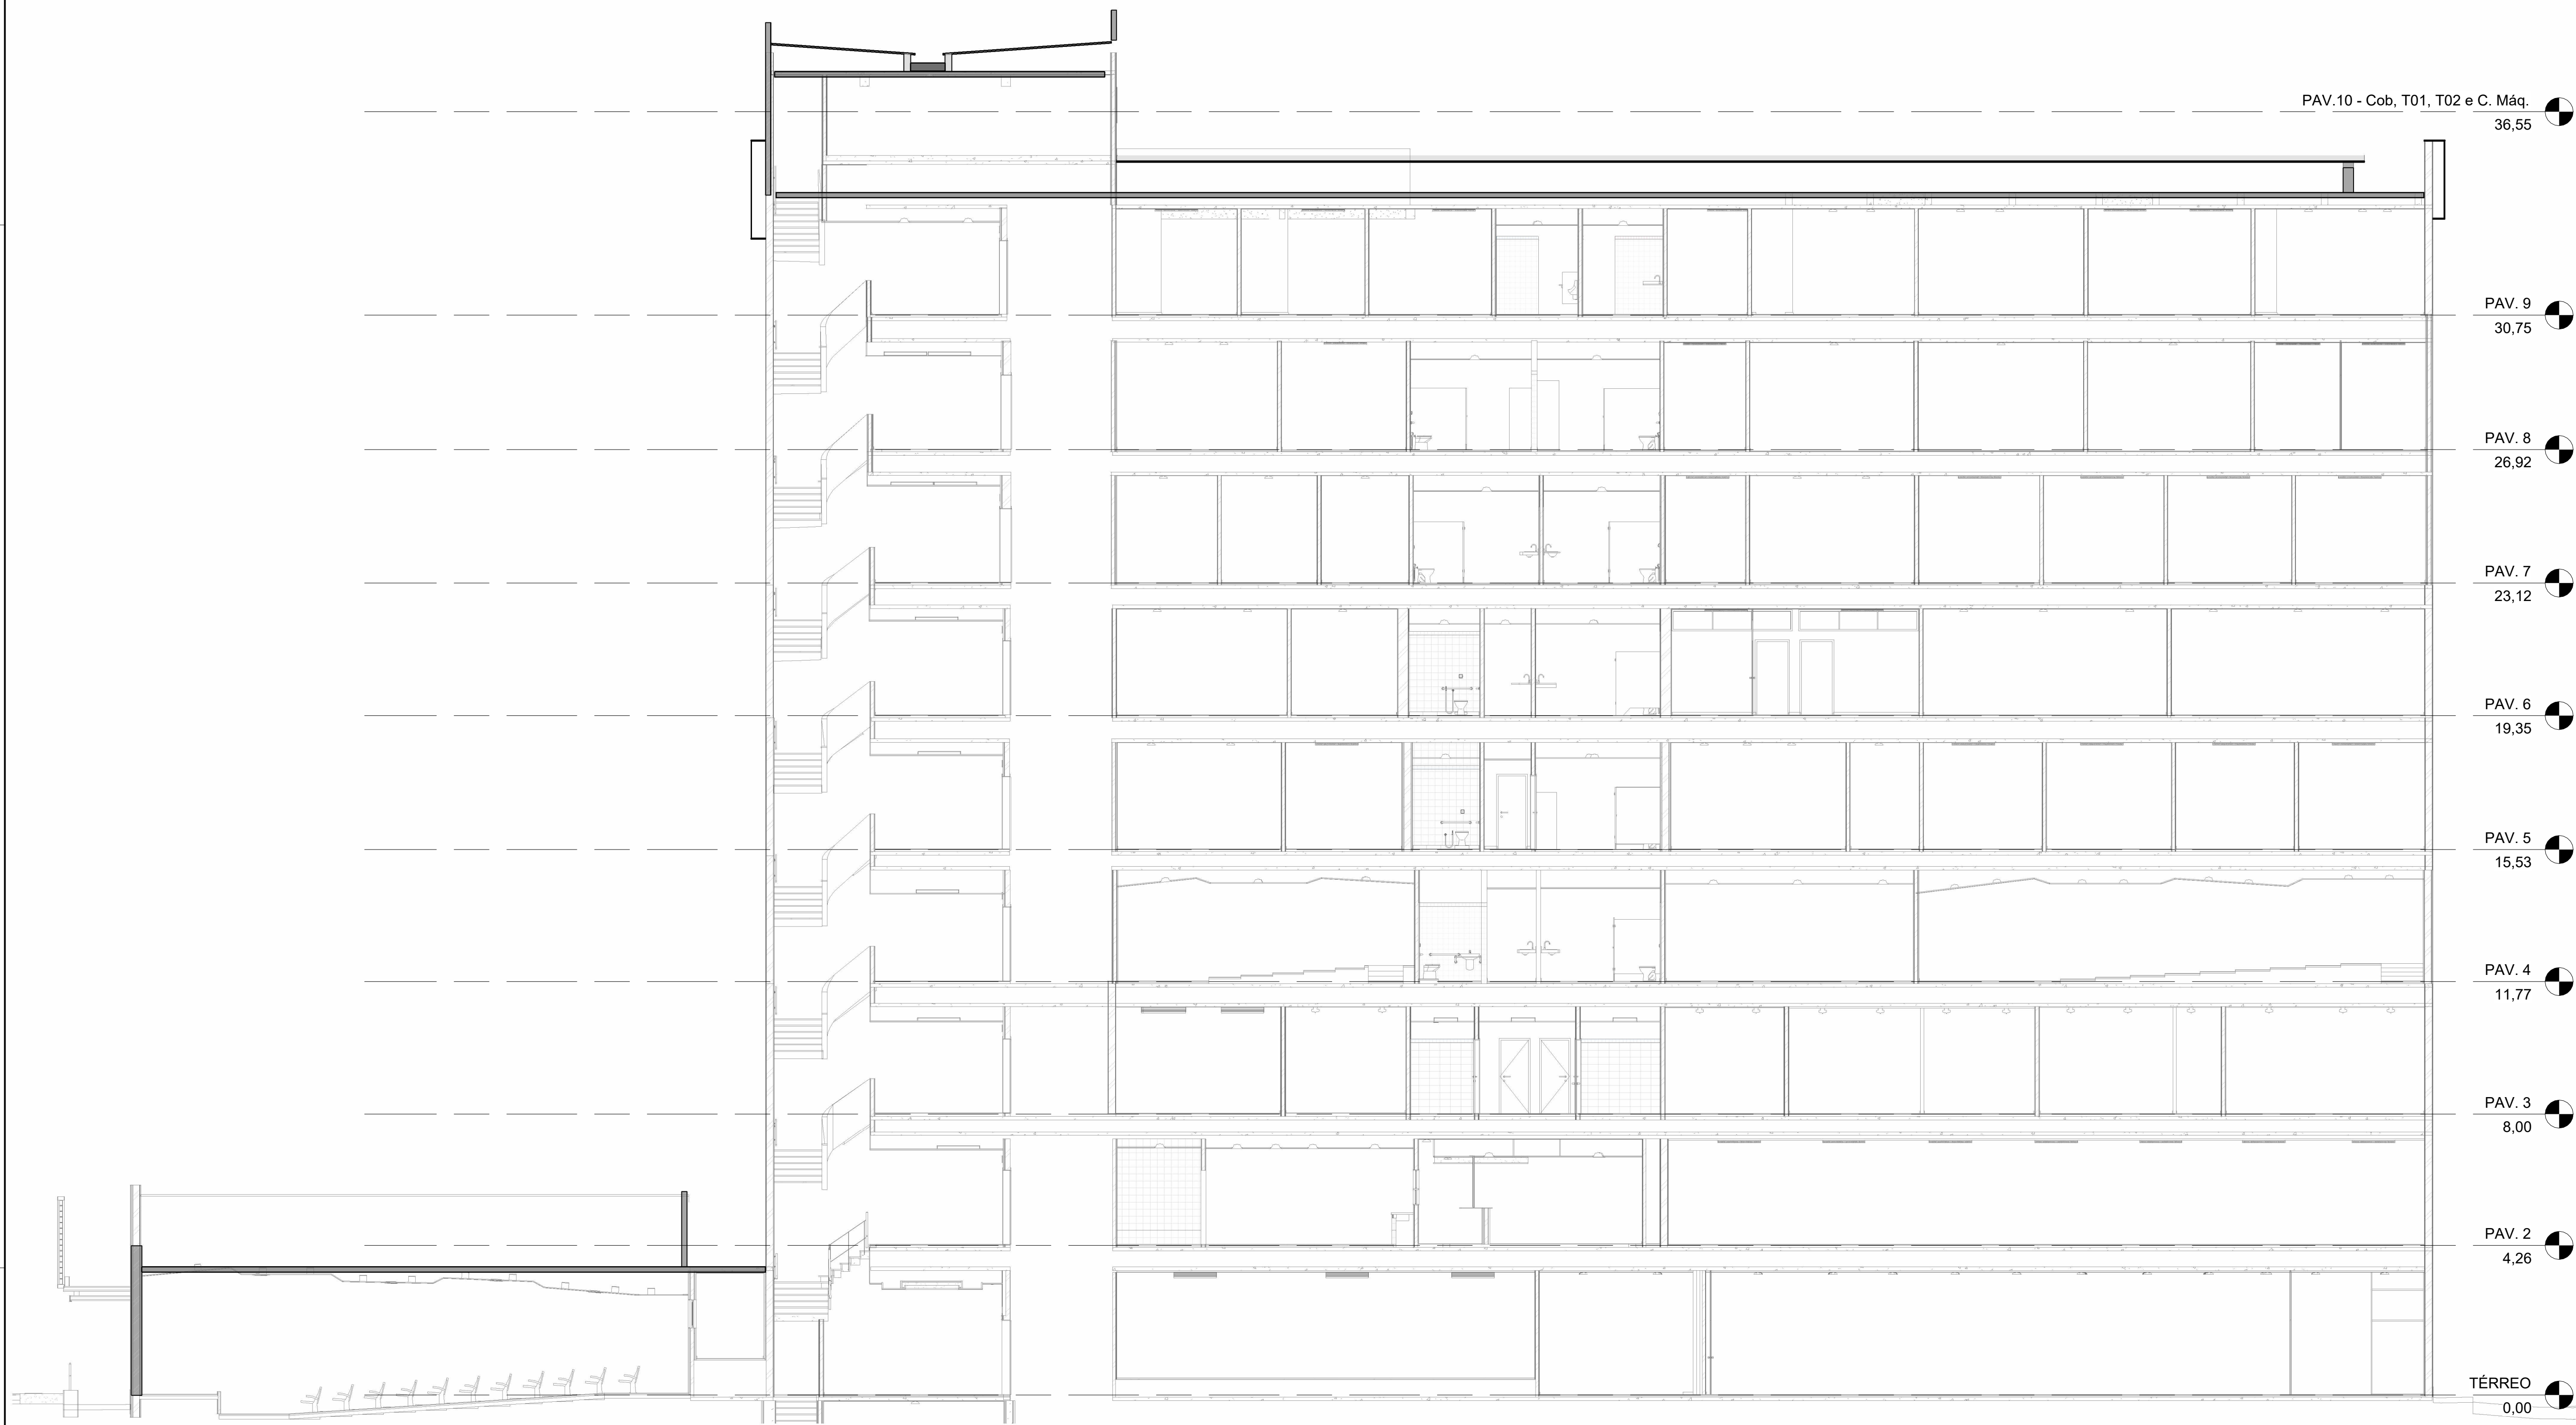 PAV.10 - Cob, T01, T02 e C. Máq.
36,55
PAV. 9
30,75
PAV. 8
26,92
PAV. 7
23,12
PAV. 6
19,35
PAV. 5
15,53
PAV. 4
11,77
PAV. 3
8,00
PAV. 2
4,26
TÉRREO
0,00